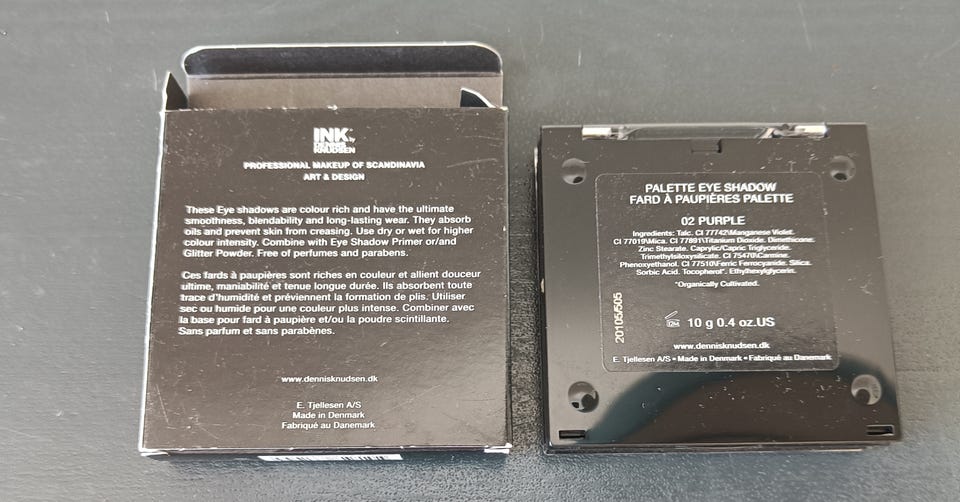 INK by
DENNIS
KNUDSEN
PROFESSIONAL MAKEUP OF SCANDINAVIA
ART & DESIGN
These Eye shadows are colour rich and have the ultimate
smoothness, blendability and long-lasting wear. They absorb
oils and prevent skin from creasing. Use dry or wet for higher
colour intensity. Combine with Eye Shadow Primer or/and
Glitter Powder. Free of perfumes and parabens.
Ces fards à paupières sont riches en couleur et allient douceur
ultime, maniabilité et tenue longue durée. Ils absorbent toute
trace d'humidité et préviennent la formation de plis. Utiliser
sec ou humide pour une couleur plus intense. Combiner avec
la base pour fard à paupière et/ou la poudre scintillante.
Sans parfum et sans parabènes.
www.dennisknudsen.dk
E. Tjellesen A/S
Made in Denmark
Fabriqué au Danemark
PALETTE EYE SHADOW
FARD À PAUPIÈRES PALETTE
02 PURPLE
Ingredients: Talc. CI 77742\Manganese Violet.
CI 77019\Mica. CI 77891\Titanium Dioxide. Dimethicone.
Zinc Stearate. Caprylic/Capric Triglyceride.
Trimethylsiloxysilicate. CI 75470\Carmine.
Phenoxyethanol. CI 77510\Ferric Ferrocyanide. Silica.
Sorbic Acid. Tocopherol*. Ethylhexylglycerin.
*Organically Cultivated.
20105/505
12M 10 g 0.4 oz.US
www.dennisknudsen.dk
E. Tjellesen A/S • Made in Denmark • Fabriqué au Danemark